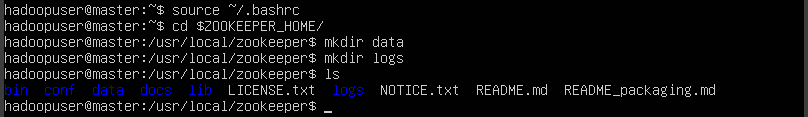 hadoopuser@master:~$ source ~/.bashrc
hadoopuser@master:~$ cd $ZOOKEEPER_HOME/
hadoopuser@master:/usr/local/zookeeper$ mkdir data
hadoopuser@master:/usr/local/zookeeper$ mkdir logs
hadoopuser@master:/usr/local/zookeeper$ ls
bin conf data docs lib LICENSE.txt logs NOTICE.txt README.md README_packaging.md
hadoopuser@master:/usr/local/zookeeper$ _